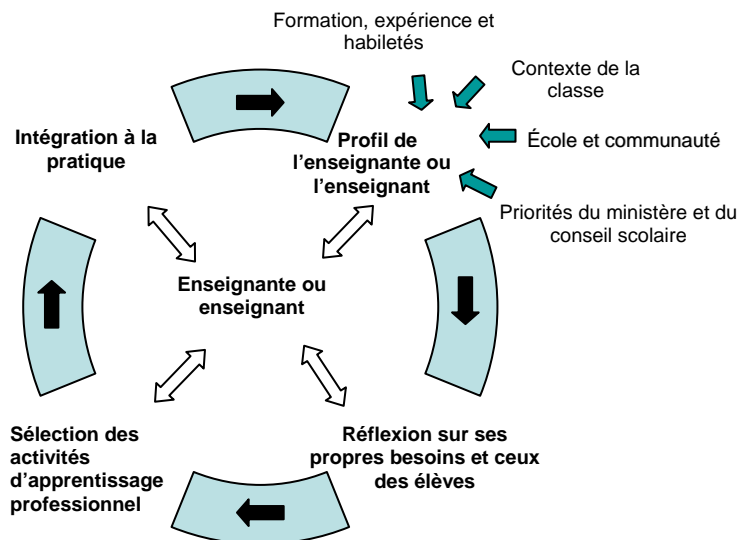 Formation, expérience et
habiletés
Contexte de la
classe
École et communauté
Priorités du ministère et du
conseil scolaire
Intégration à la
pratique
Profil de
l'enseignante ou
l'enseignant
Enseignante ou
enseignant
Sélection des
activités
d'apprentissage
professionnel
Réflexion sur ses
propres besoins et ceux
des élèves